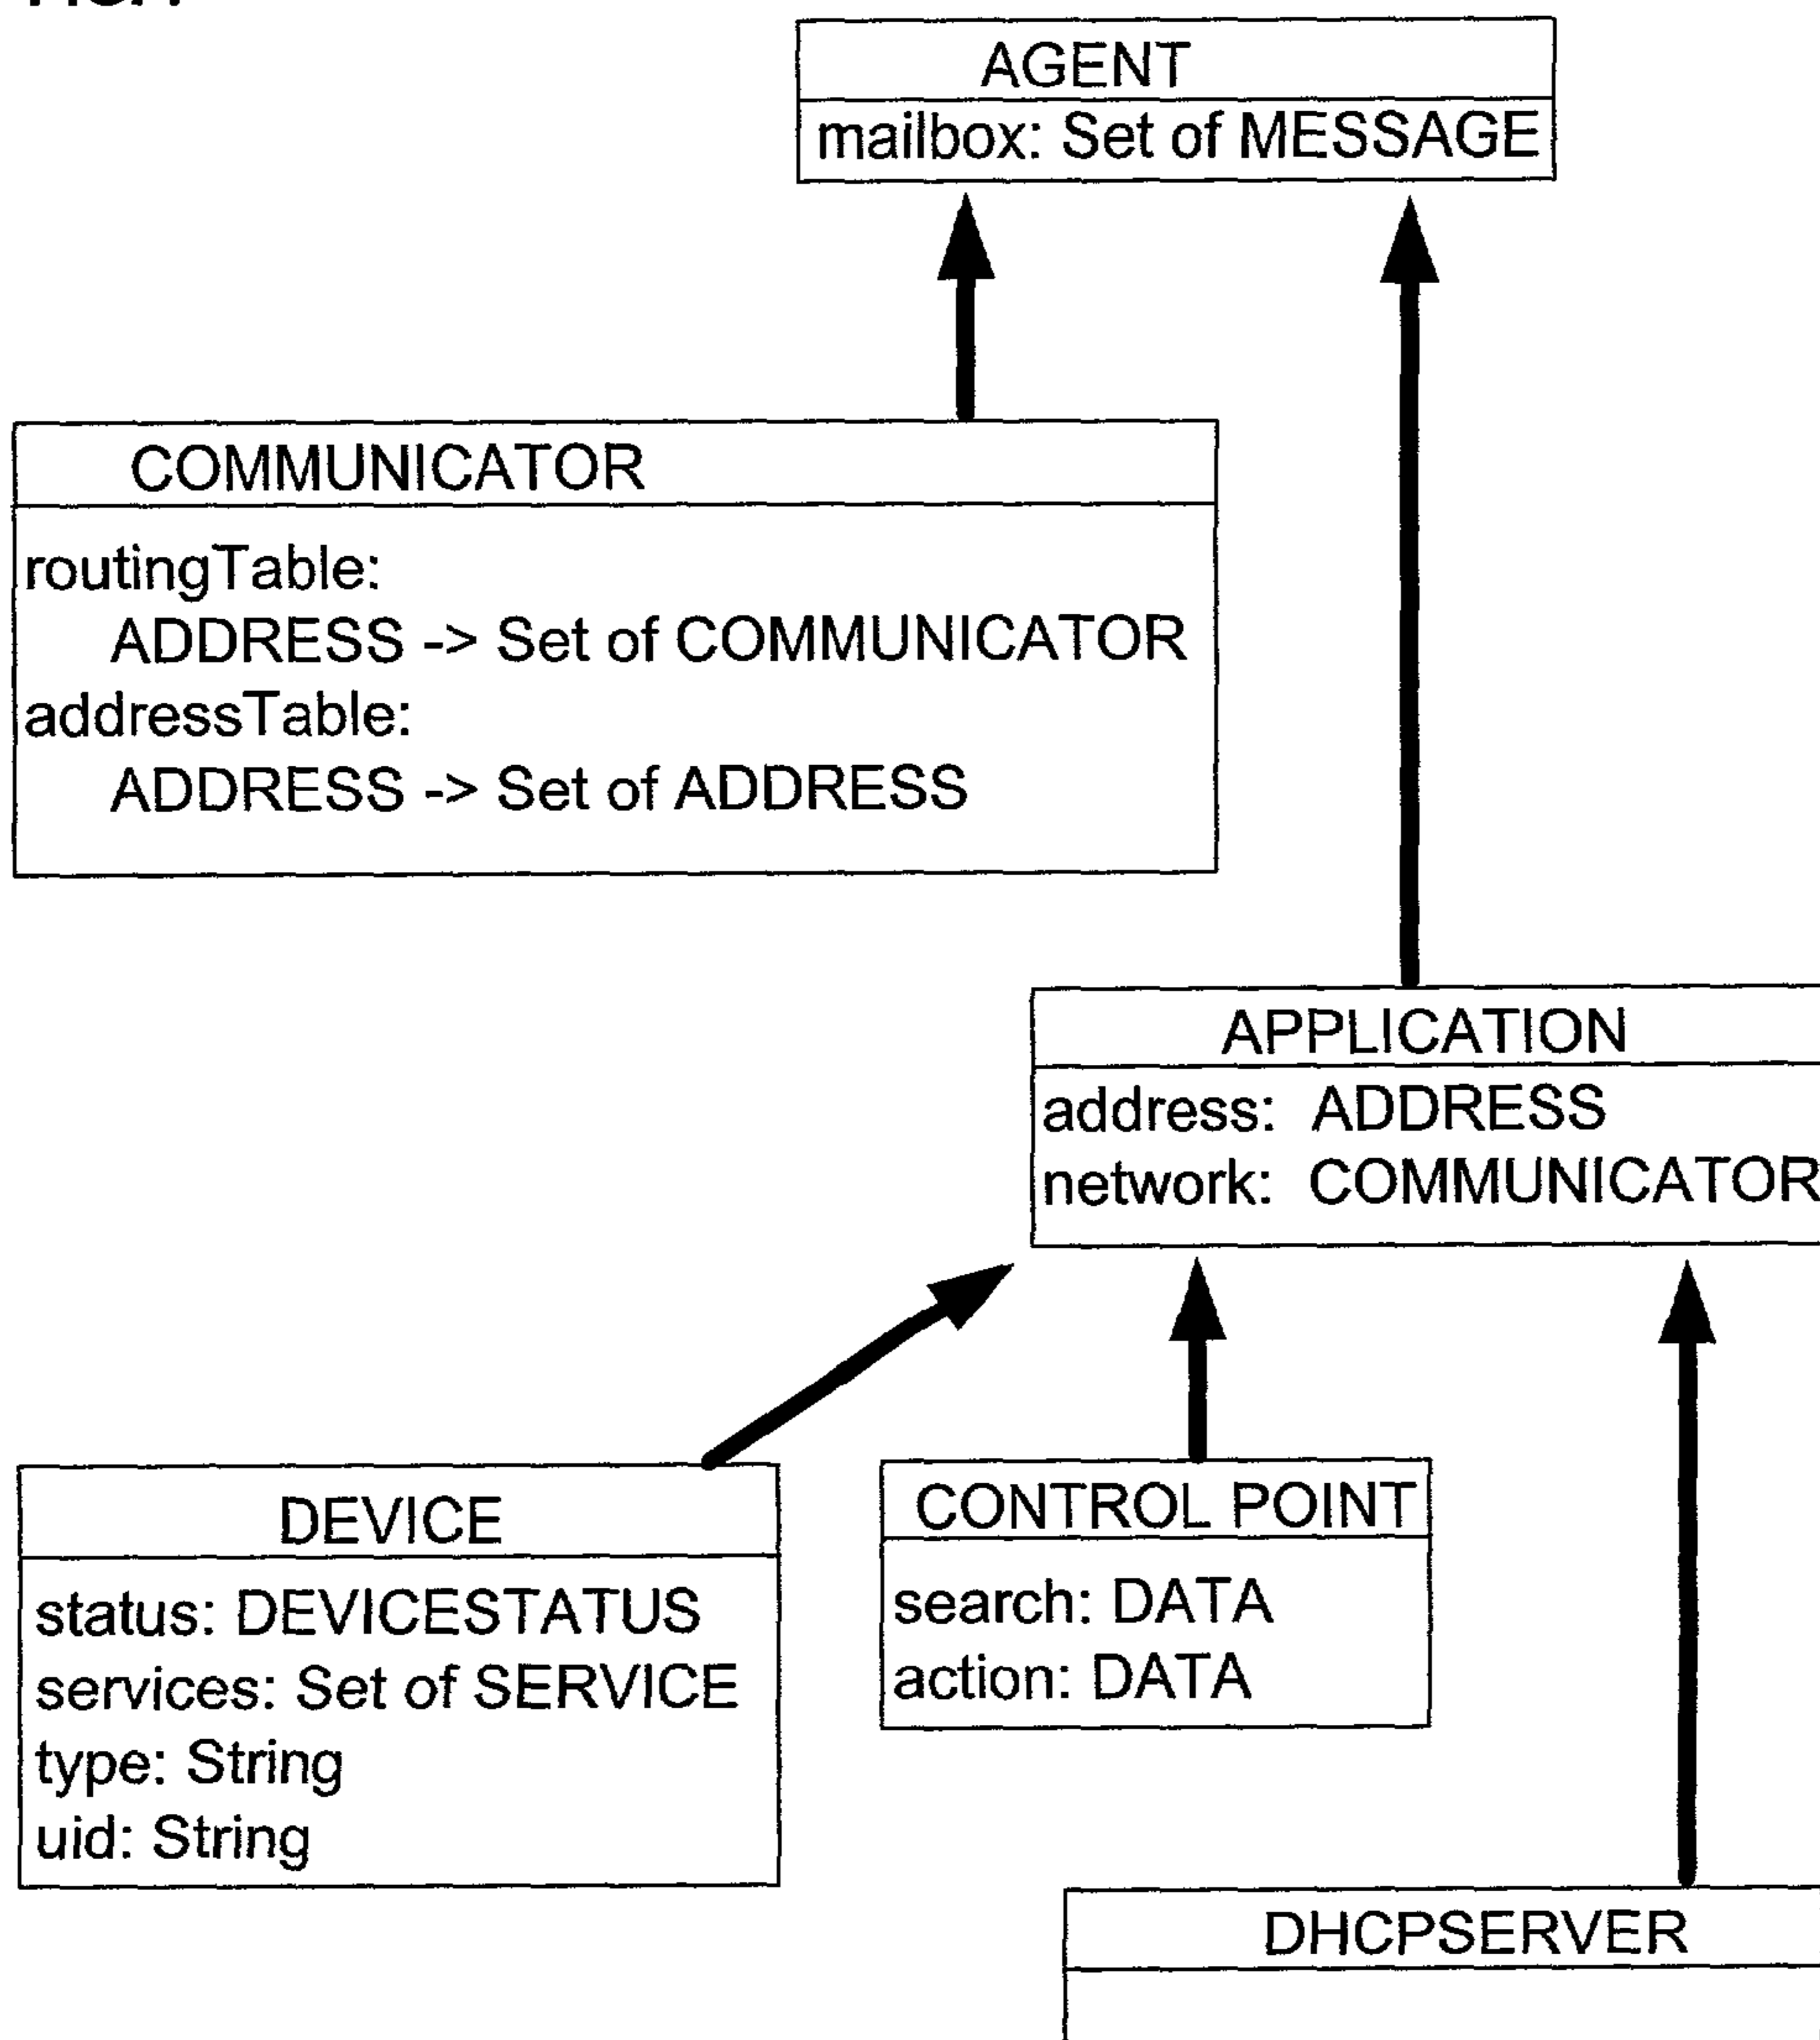 AGENT
mailbox: Set of MESSAGE
COMMUNICATOR
routingTable:
ADDRESS -> Set of COMMUNICATOR
addressTable:
ADDRESS -> Set of ADDRESS
APPLICATION
address: ADDRESS
network: COMMUNICATOR
DEVICE
status: DEVICESTATUS
services: Set of SERVICE
type: String
uid: String
CONTROL POINT
search: DATA
action: DATA
DHCPSERVER